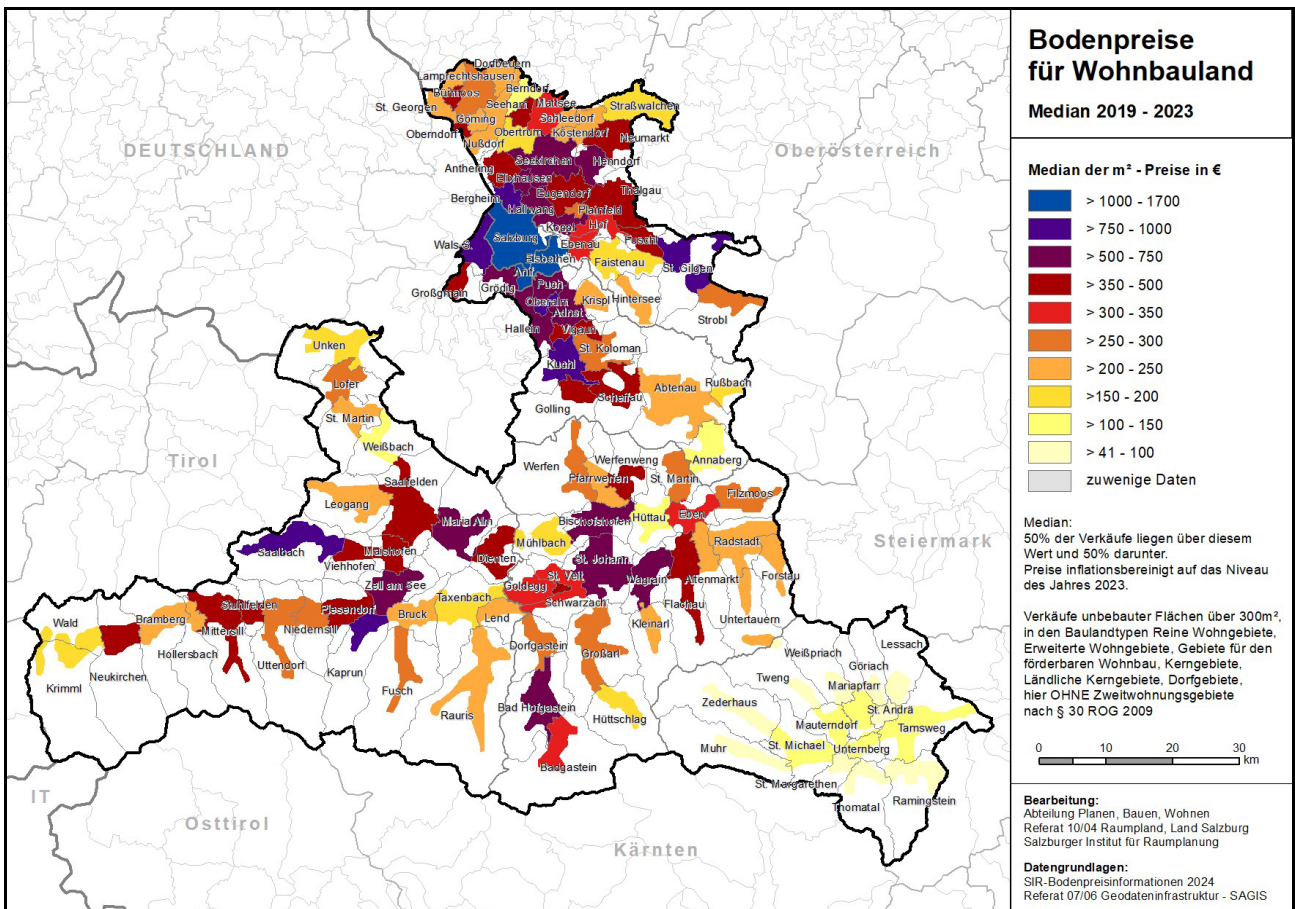 Bodenpreise
für Wohnbauland
Median 2019 - 2023
Median der m² - Preise in €
> 1000 - 1700
> 750 - 1000
> 500 - 750
> 350 - 500
> 300 - 350
> 250 - 300
> 200 - 250
>150 - 200
> 100 - 150
> 41 - 100
zuwenige Daten
Median:
50% der Verkäufe liegen über diesem
Wert und 50% darunter.
Preise inflationsbereinigt auf das Niveau
des Jahres 2023.
Verkäufe unbebauter Flächen über 300m²,
in den Baulandtypen Reine Wohngebiete,
Erweiterte Wohngebiete, Gebiete für den
förderbaren Wohnbau, Kerngebiete,
Ländliche Kerngebiete, Dorfgebiete,
hier OHNE Zweitwohnungsgebiete
nach § 30 ROG 2009
0 10 20 30
km
Bearbeitung:
Abteilung Planen, Bauen, Wohnen
Referat 10/04 Raumpland, Land Salzburg
Salzburger Institut für Raumplanung
Datengrundlagen:
SIR-Bodenpreisinformationen 2024
Referat 07/06 Geodateninfrastruktur - SAGIS
DEUTSCHLAND
Oberösterreich
Tirol
Steiermark
IT
Osttirol
Kärnten
Dorfbeuern
Lamprechtshausen
Bürmoos
Berndorf
St. Georgen
Seeham
Mattsee
Straßwalchen
Göming
Schleedorf
Oberndorf
Obertrum
Köstendorf
Neumarkt
Nußdorf
Anthering
Seekirchen
Henndorf
Elixhausen
Bergheim
Eugendorf
Thalgau
Hallwang
Plainfeld
Koppl
Hof
Wals-S.
Salzburg
Ebenau
Fuschl
Elsbethen
Faistenau
St. Gilgen
Anif
Großgmain
Grödig
Puch
Oberalm
Krispl
Hintersee
Adnet
Strobl
Hallein
Vigaun
St. Koloman
Kuchl
Unken
Lofer
Scheffau
Abtenau
Rußbach
Golling
St. Martin
Weißbach
Annaberg
Werfen
Werfenweng
St. Martin
Pfarrwerfen
Filzmoos
Saalfelden
Leogang
Maria Alm
Bischofshofen
Hüttau
Eben
Mühlbach
Radstadt
Saalbach
Maishofen
Viehhofen
Dienten
St. Johann
Zell am See
St. Veit
Wagrain
Altenmarkt
Forstau
Goldegg
Schwarzach
Flachau
Taxenbach
Stuhlfelden
Piesendorf
Bruck
Lend
Untertauern
Kleinarl
Wald
Bramberg
Mittersill
Niedernsill
Dorfgastein
Großarl
Hollersbach
Uttendorf
Kaprun
Neukirchen
Krimml
Fusch
Rauris
Bad Hofgastein
Hüttschlag
Badgastein
Weißpriach
Lessach
Göriach
Tweng
Mariapfarr
Zederhaus
St. Andrä
Mauterndorf
Tamsweg
Muhr
St. Michael
Unternberg
St. Margarethen
Ramingstein
Thomatal